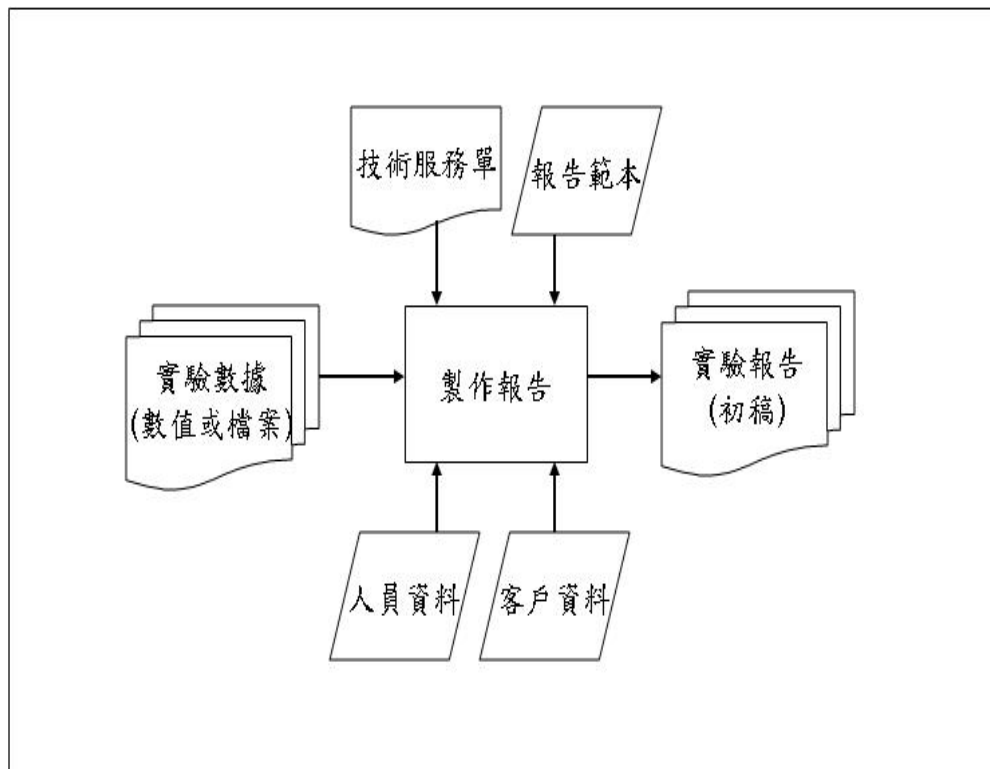 技術服務單
報告範本
實驗數據
(數值或檔案)
製作報告
實驗報告
(初稿)
人員資料
客戶資料